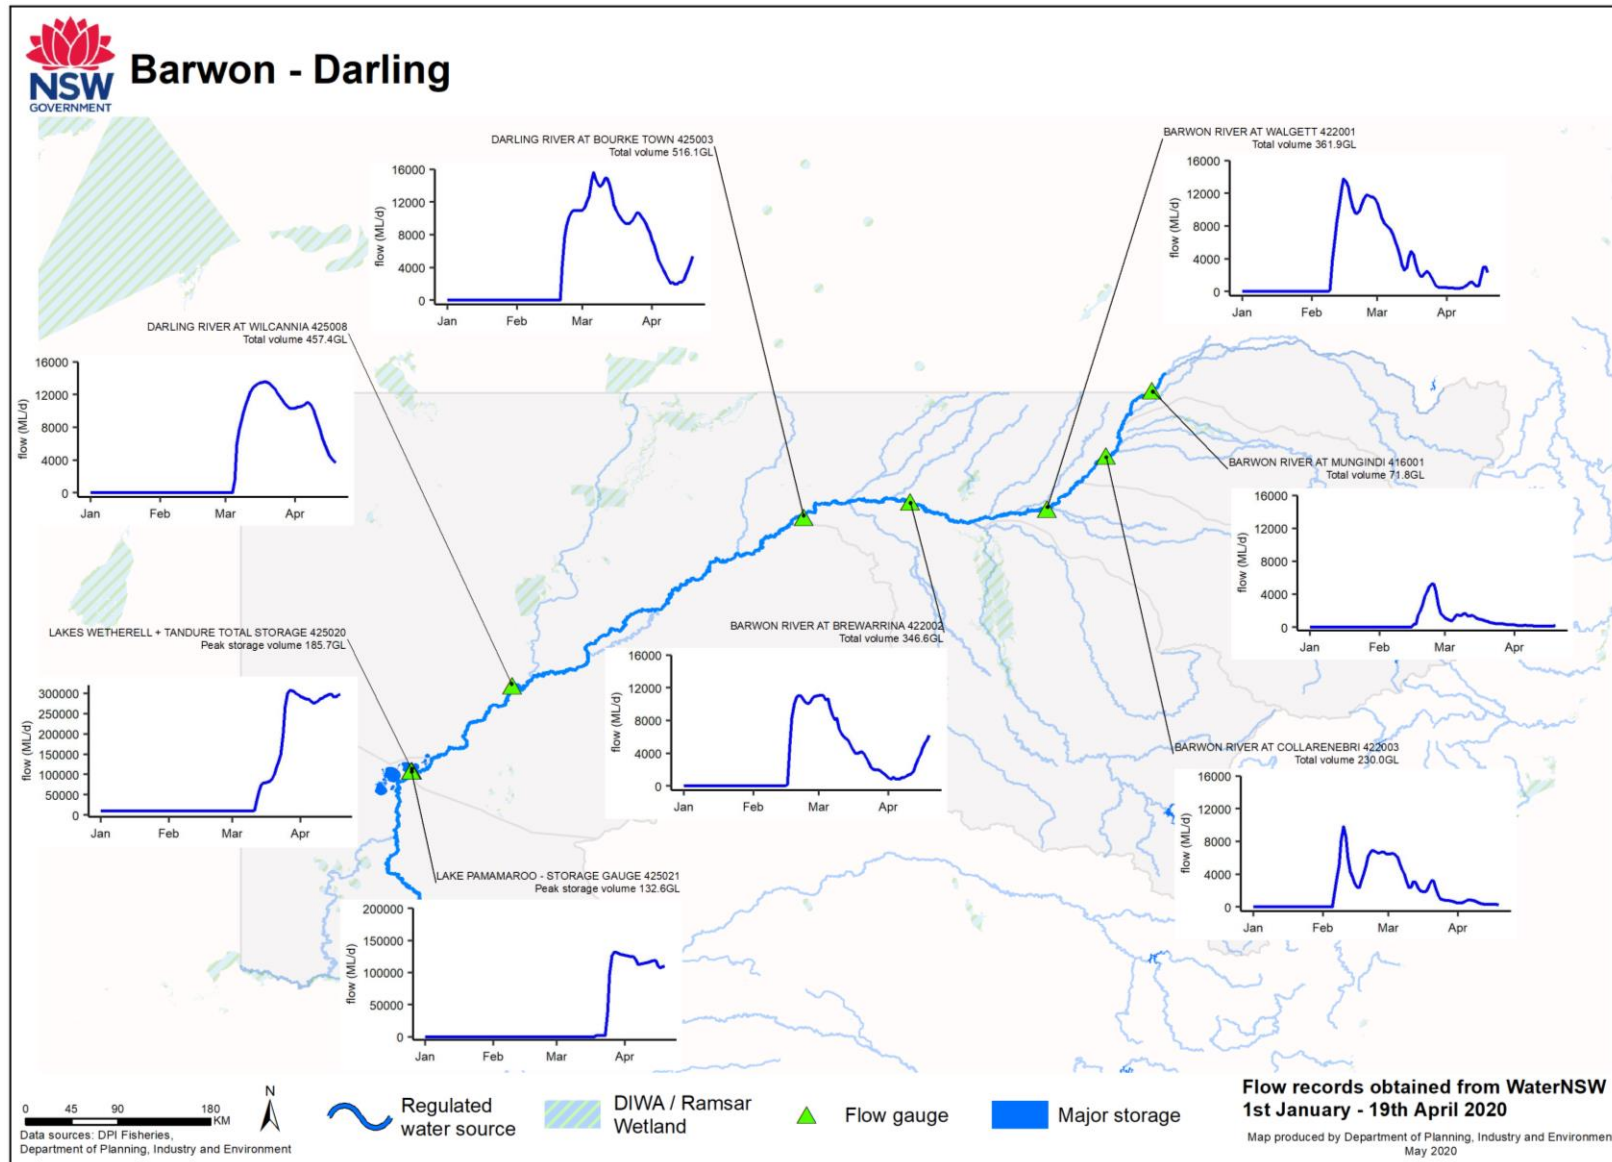 NSW
GOVERNMENT
Barwon - Darling
DARLING RIVER AT BOURKE TOWN 425003
Total volume 516.1GL
16000
12000
8000
4000
0
flow (ML/d)
Jan Feb Mar Apr
BARWON RIVER AT WALGETT 422001
Total volume 361.9GL
16000
12000
8000
4000
0
flow (ML/d)
Jan Feb Mar Apr
DARLING RIVER AT WILCANNIA 425008
Total volume 457.4GL
16000
12000
8000
4000
0
flow (ML/d)
Jan Feb Mar Apr
BARWON RIVER AT MUNGINDI 416001
Total volume 71.8GL
16000
12000
8000
4000
0
flow (ML/d)
Jan Feb Mar Apr
LAKES WETHERELL + TANDURE TOTAL STORAGE 425020
Peak storage volume 185.7GL
300000
250000
200000
150000
100000
50000
0
flow (ML/d)
Jan Feb Mar Apr
BARWON RIVER AT BREWARRINA 422002
Total volume 346.6GL
16000
12000
8000
4000
0
flow (ML/d)
Jan Feb Mar Apr
BARWON RIVER AT COLLARENEBRI 422003
Total volume 230.0GL
16000
12000
8000
4000
0
flow (ML/d)
Jan Feb Mar Apr
LAKE PAMAMAROO - STORAGE GAUGE 425021
Peak storage volume 132.6GL
200000
150000
100000
50000
0
flow (ML/d)
Jan Feb Mar Apr
0 45 90 180
KM
N
Data sources: DPI Fisheries,
Department of Planning, Industry and Environment
Regulated
water source
DIWA / Ramsar
Wetland
Flow gauge
Major storage
Flow records obtained from WaterNSW
1st January - 19th April 2020
Map produced by Department of Planning, Industry and Environmen
May 2020